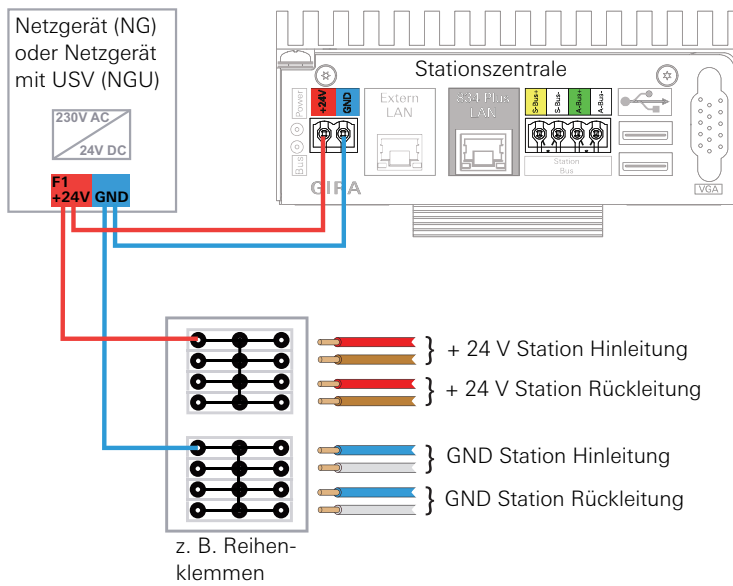 Netzgerät (NG)
oder Netzgerät
mit USV (NGU)
230V AC
24V DC
F1
+24V GND
Stationszentrale
Power
Bus
+24V
GND
Extern
LAN
834 Plus
LAN
S-Bus+
S-Bus-
A-Bus+
A-Bus-
Station
Bus
VGA
GIRA
+ 24 V Station Hinleitung
+ 24 V Station Rückleitung
GND Station Hinleitung
GND Station Rückleitung
z. B. Reihen-
klemmen